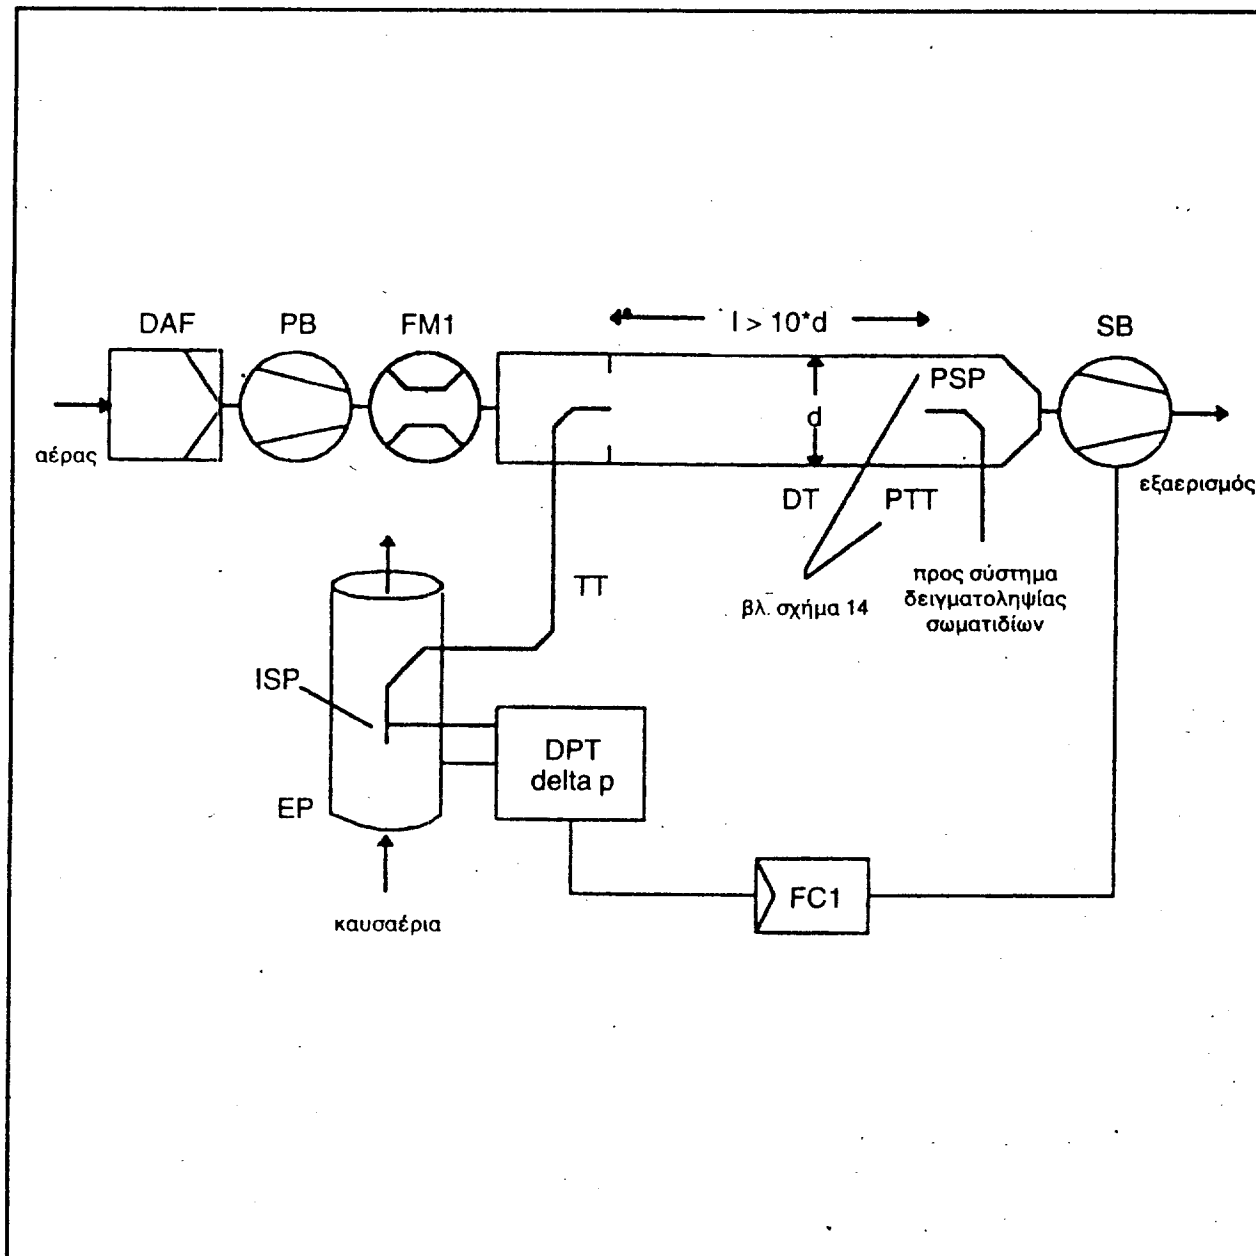 DAF
PB
FM1
l > 10*d
SB
PSP
d
αέρας
DT
PTT
εξαερισμός
TT
βλ. σχήμα 14
προς σύστημα
δειγματοληψίας
σωματιδίων
ISP
DPT
delta p
EP
FC1
καυσαέρια